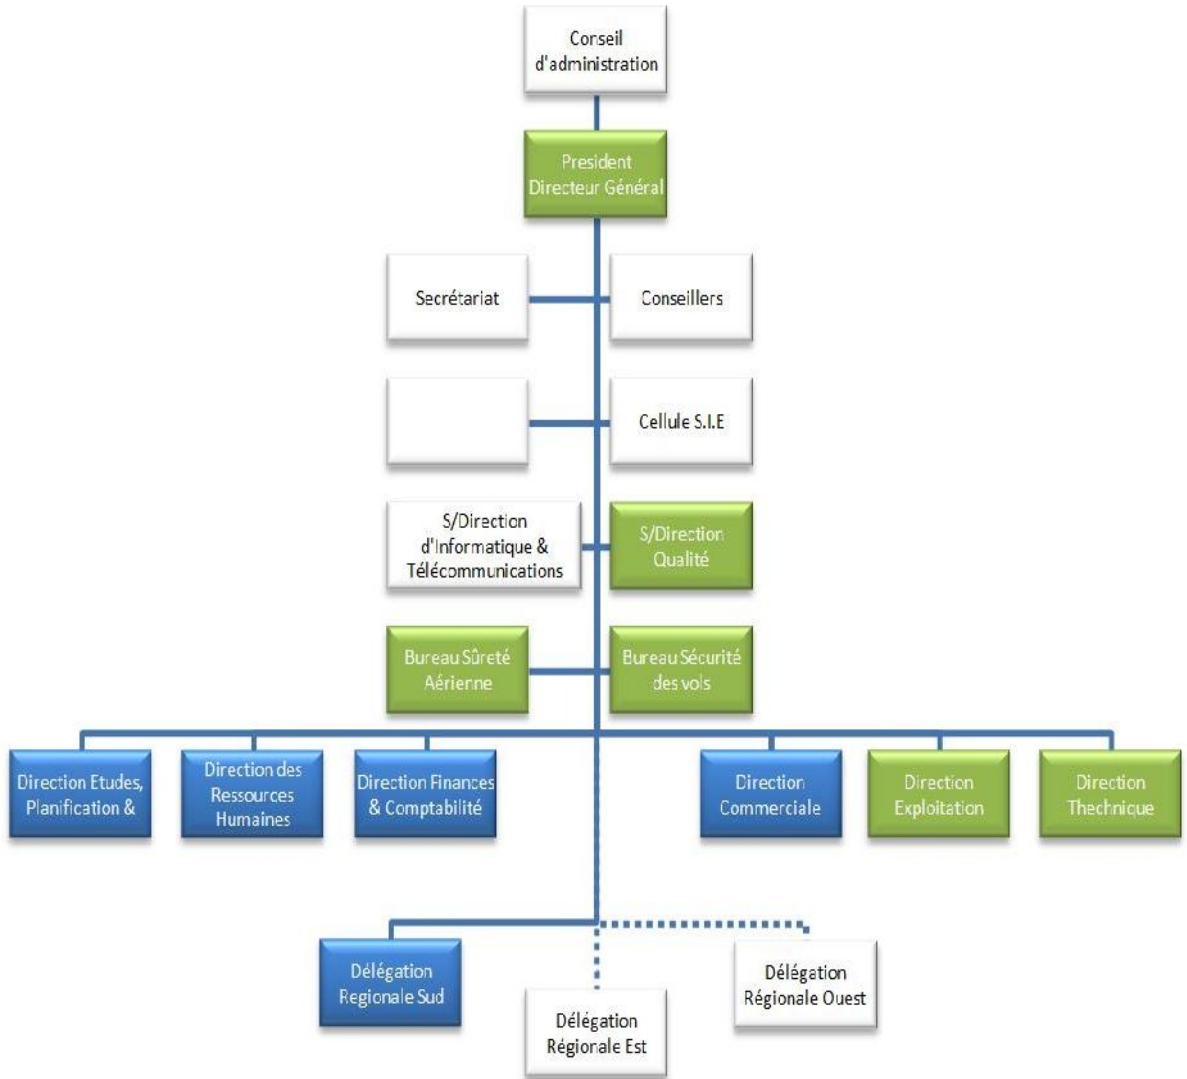 Conseil
d'administration
President
Directeur Général
Secrétariat
Conseillers
Cellule S.I.E
S/Direction
d'Informatique &
Télécommunications
S/Direction
Qualité
Bureau Sûreté
Aérienne
Bureau Sécurité
des vols
Direction Etudes,
Planification &
Direction des
Ressources
Humaines
Direction Finances
& Comptabilité
Direction
Commerciale
Direction
Exploitation
Direction
Thechnique
Délégation
Regionale Sud
Délégation
Régionale Est
Délégation
Régionale Ouest